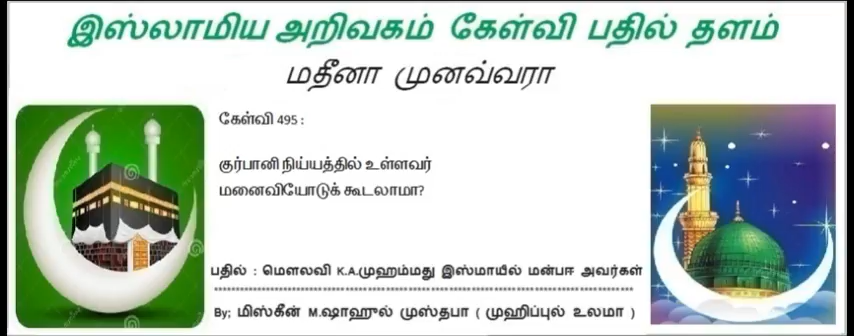 இஸ்லாமிய அறிவகம் கேள்வி பதில் தளம்
மதீனா முனவ்வரா
கேள்வி 495 :
குர்பானி நிய்யத்தில் உள்ளவர்
மனைவியோடுக் கூடலாமா?
பதில் : மௌலவி K.A.முஹம்மது இஸ்மாயீல் மன்பஈ அவர்கள்
By; மிஸ்கீன் M.ஷாஹுல் முஸ்தபா ( முஹிப்புல் உலமா )